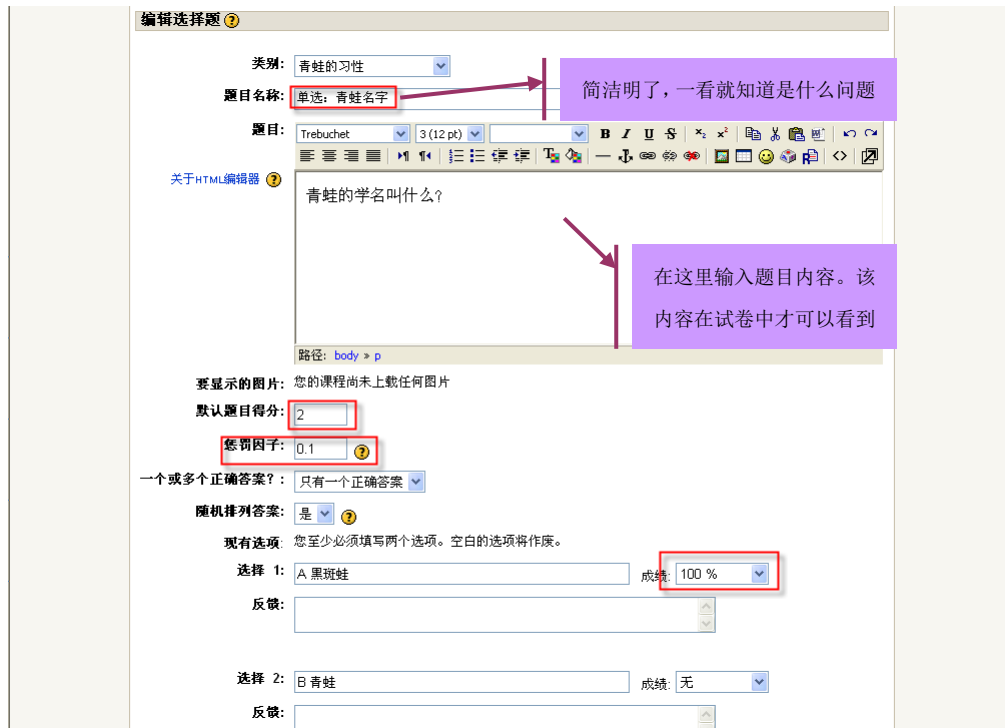 编辑选择题
类别: 青蛙的习性
简洁明了，一看就知道是什么问题
题目名称: 单选：青蛙名字
题目: Trebuchet 3 (12 pt) B I U S x₂ x²
关于HTML编辑器
青蛙的学名叫什么？
在这里输入题目内容。该
内容在试卷中才可以看到
路径: body » p
要显示的图片: 您的课程尚未上载任何图片
默认题目得分: 2
惩罚因子: 0.1
一个或多个正确答案？: 只有一个正确答案
随机排列答案: 是
现有选项: 您至少必须填写两个选项。空白的选项将作废。
选择 1: A 黑斑蛙 成绩: 100 %
反馈:
选择 2: B 青蛙 成绩: 无
反馈: